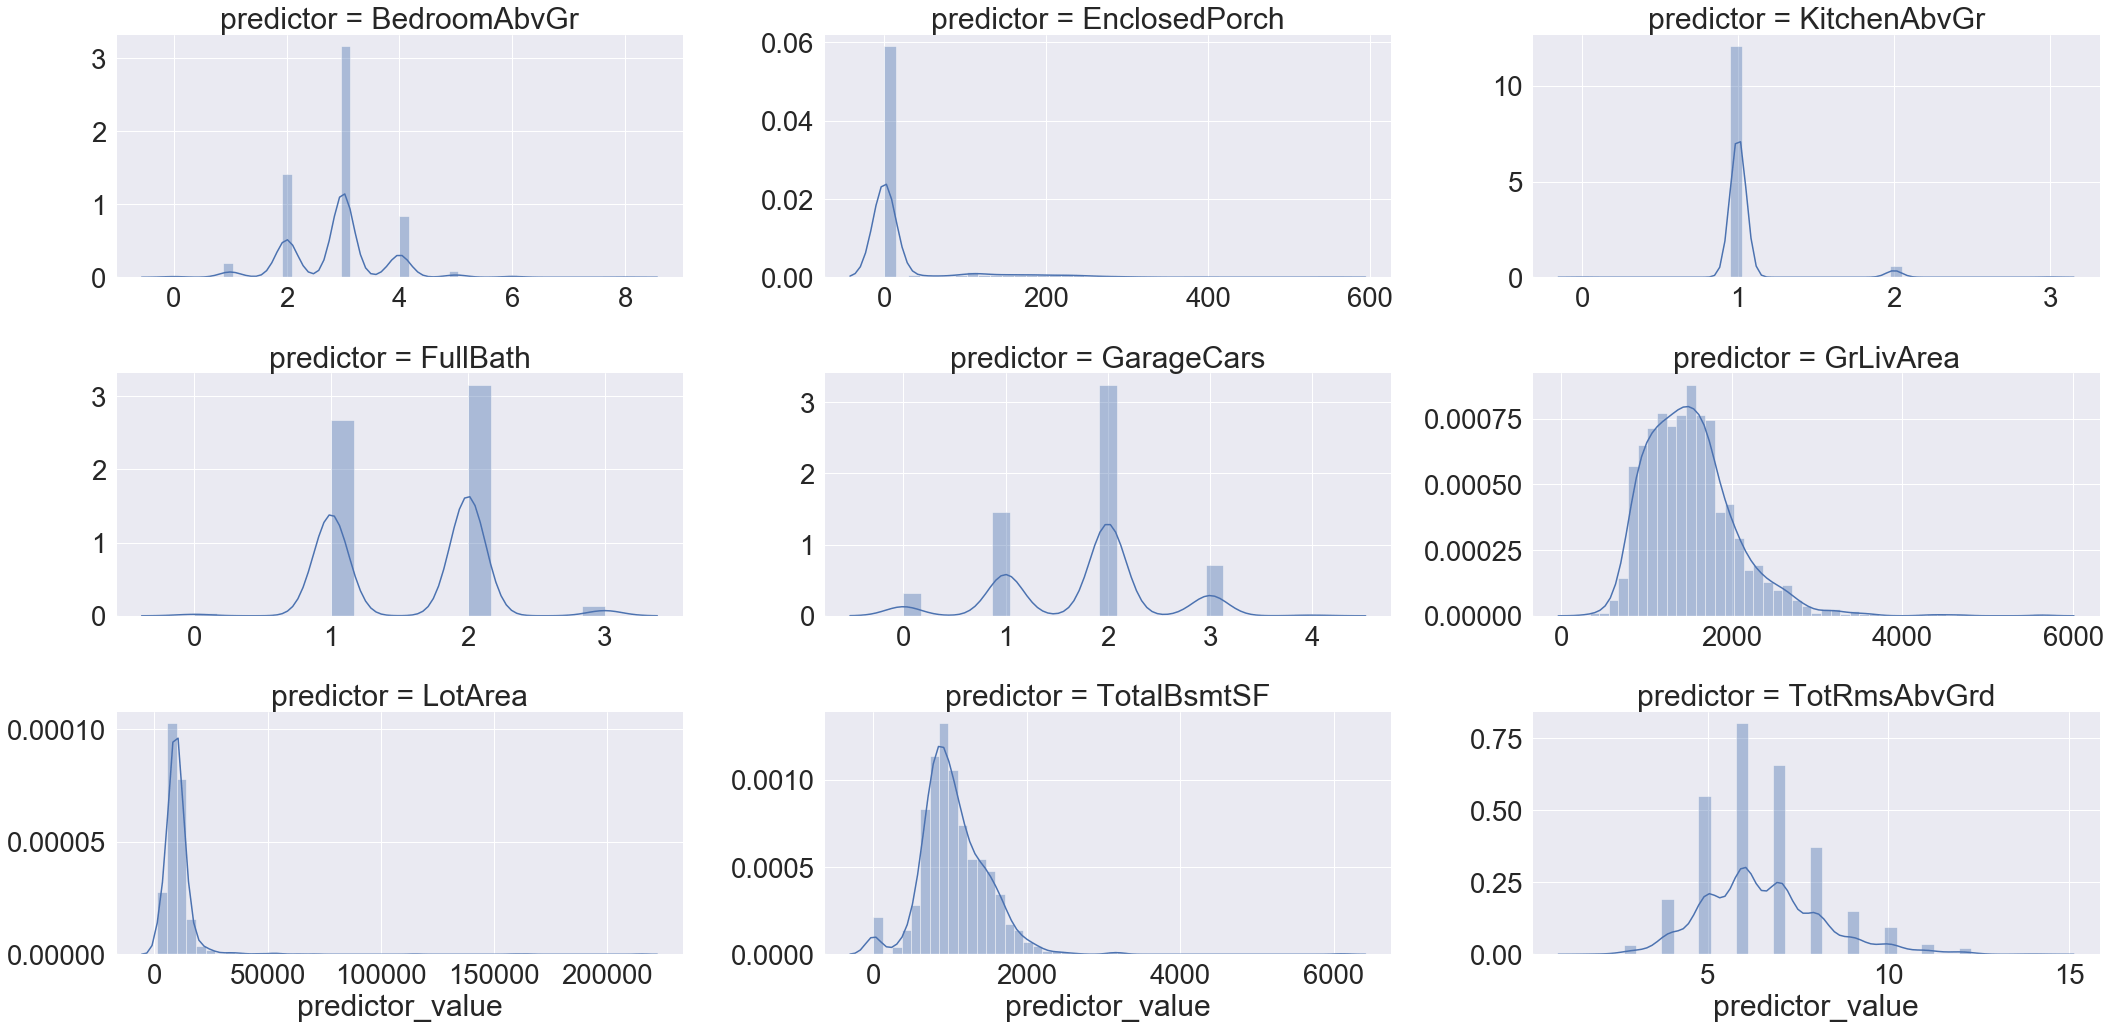 predictor = BedroomAbvGr
3
2
1
0
0 2 4 6 8
predictor = EnclosedPorch
0.06
0.04
0.02
0.00
0 200 400 600
predictor = KitchenAbvGr
10
5
0
0 1 2 3
predictor = FullBath
3
2
1
0
0 1 2 3
predictor = GarageCars
3
2
1
0
0 1 2 3 4
predictor = GrLivArea
0.00075
0.00050
0.00025
0.00000
0 2000 4000 6000
predictor = LotArea
0.00010
0.00005
0.00000
0 50000 100000 150000 200000
predictor_value
predictor = TotalBsmtSF
0.0010
0.0005
0.0000
0 2000 4000 6000
predictor_value
predictor = TotRmsAbvGrd
0.75
0.50
0.25
0.00
5 10 15
predictor_value